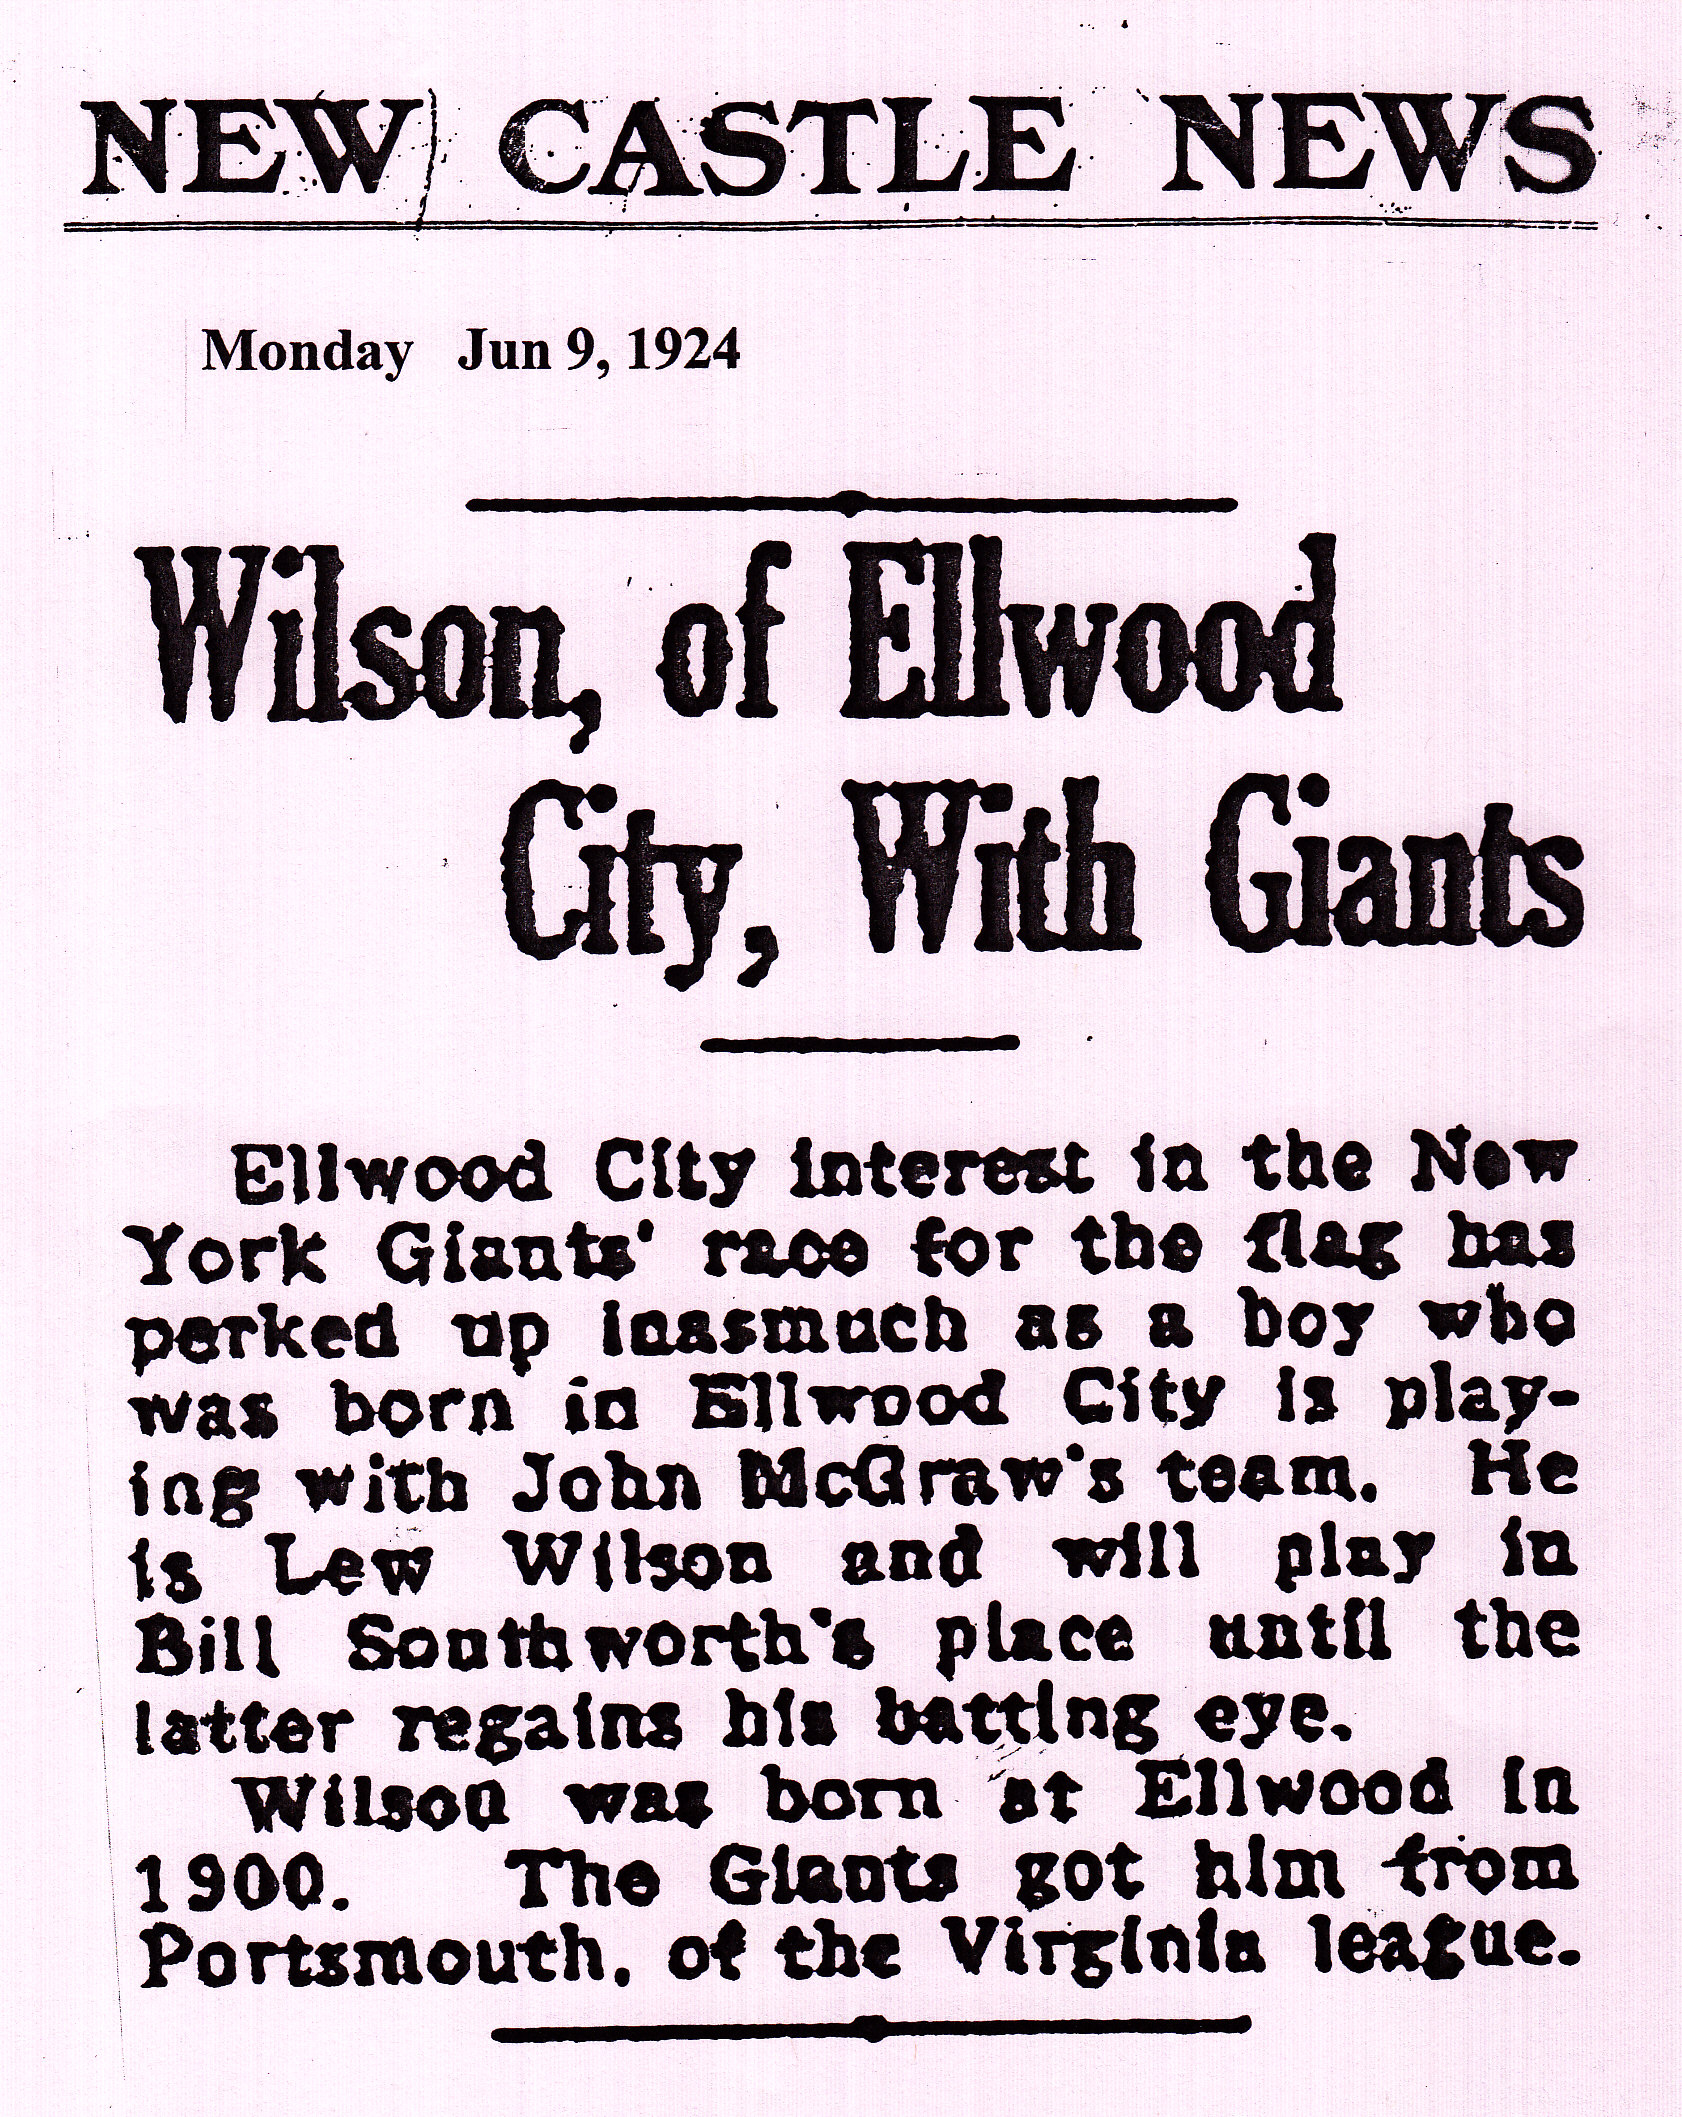 NEW CASTLE NEWS
Monday Jun 9, 1924
Wilson, of Ellwood
City, With Giants
Ellwood City interest in the New
York Giants' race for the flag has
perked up inasmuch as a boy who
was born in Ellwood City is play-
ing with John McGraw's team. He
is Lew Wilson and will play in
Bill Southworth's place until the
latter regains his batting eye.
Wilson was born at Ellwood in
1900. The Giants got him from
Portsmouth, of the Virginia league.